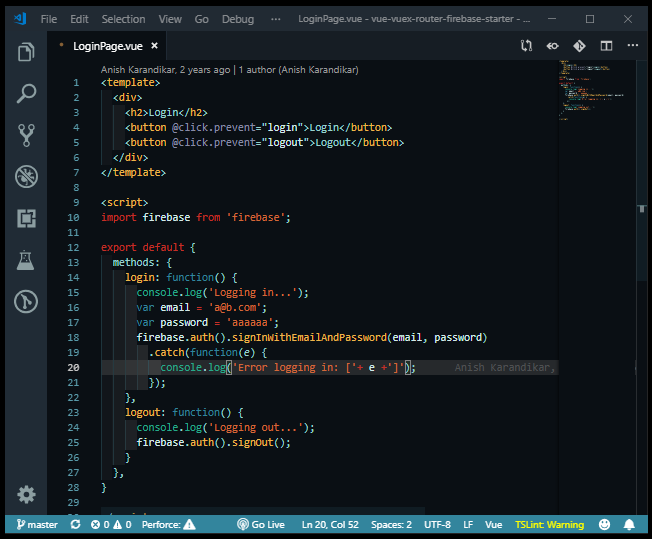 File Edit Selection View Go Debug ··· LoginPage.vue - vue-vuex-router-firebase-starter - ...
LoginPage.vue
Anish Karandikar, 2 years ago | 1 author (Anish Karandikar)
1 <template>
2 <div>
3 <h2>Login</h2>
4 <button @click.prevent="login">Login</button>
5 <button @click.prevent="logout">Logout</button>
6 </div>
7 </template>
8
9 <script>
10 import firebase from 'firebase';
11
12 export default {
13 methods: {
14 login: function() {
15 console.log('Logging in...');
16 var email = 'a@b.com';
17 var password = 'aaaaaa';
18 firebase.auth().signInWithEmailAndPassword(email, password)
19 .catch(function(e) {
20 console.log('Error logging in: ['+ e +']'); Anish Karandikar,
21 });
22 },
23 logout: function() {
24 console.log('Logging out...');
25 firebase.auth().signOut();
26 }
27 },
28 }
29
master 0 0 Perforce: Go Live Ln 20, Col 52 Spaces: 2 UTF-8 LF Vue TSLint: Warning